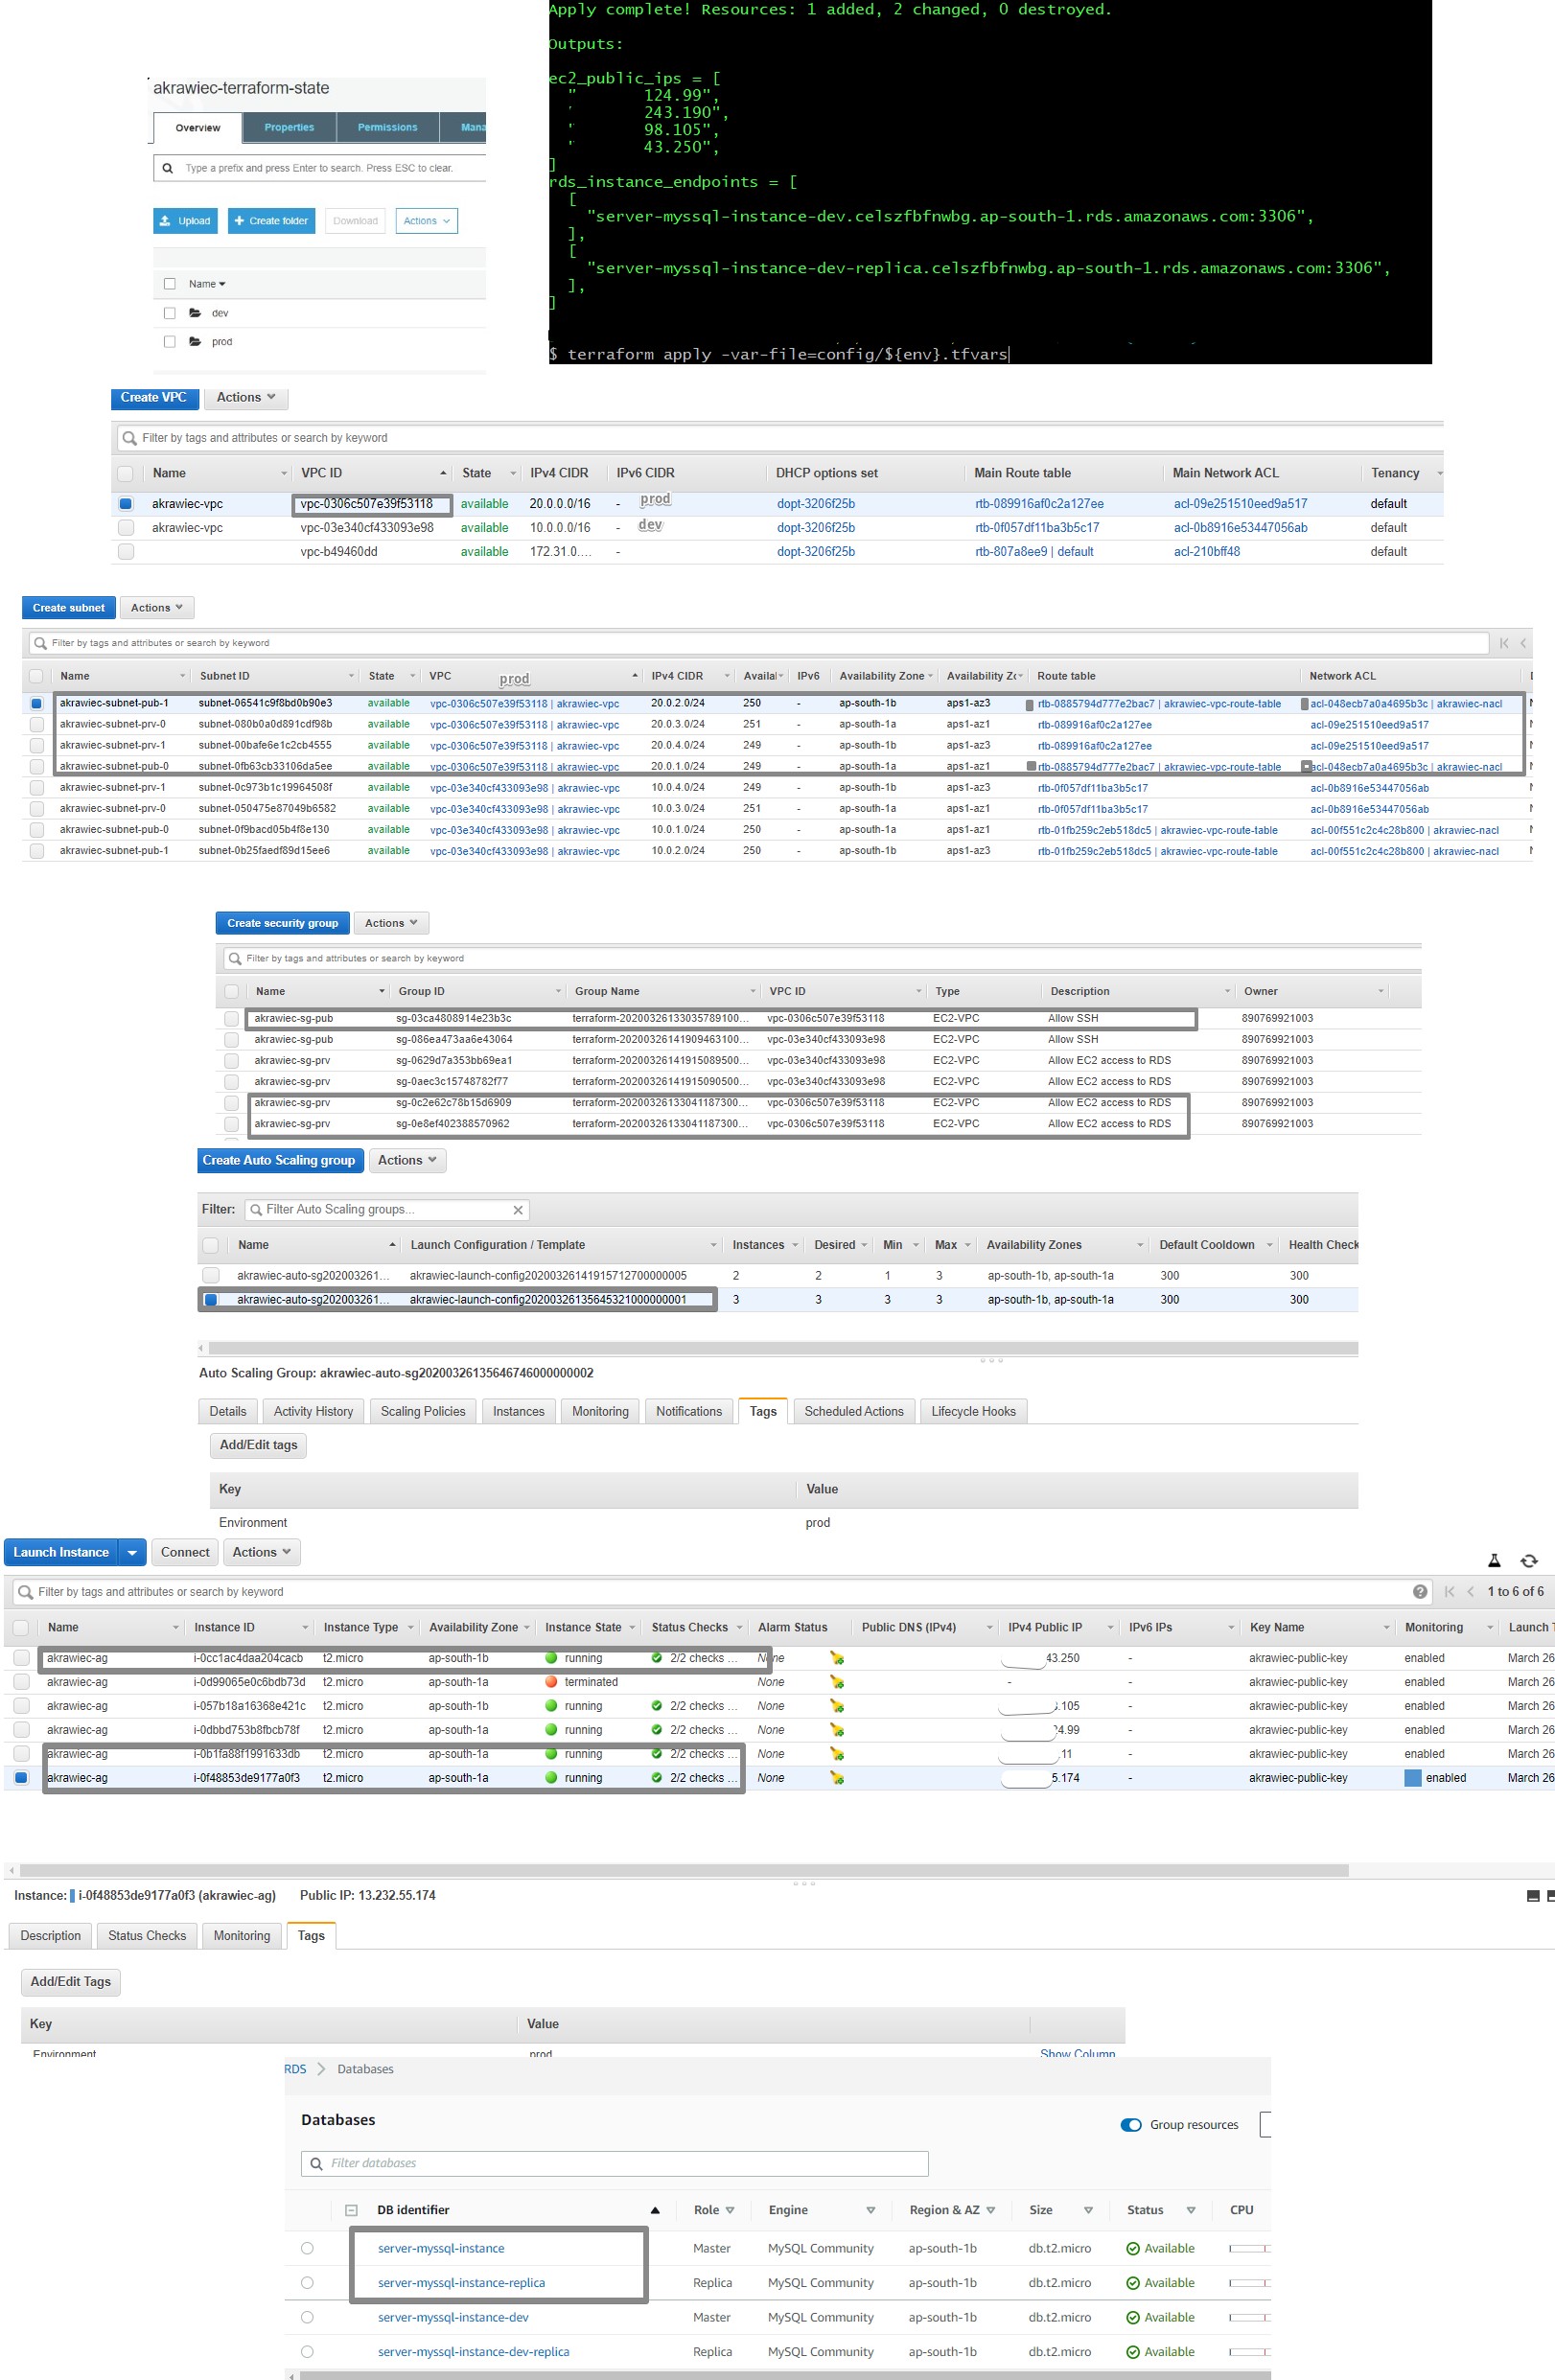 akrawiec-terraform-state
Overview Properties Permissions Mana
Type a prefix and press Enter to search. Press ESC to clear.
Upload Create folder Download Actions
Name
dev
prod
Apply complete! Resources: 1 added, 2 changed, 0 destroyed.
Outputs:
ec2_public_ips = [
" 124.99",
243.190",
" 98.105",
" 43.250",
]
rds_instance_endpoints = [
[
"server-myssql-instance-dev.celszfbfnwbg.ap-south-1.rds.amazonaws.com:3306",
],
[
"server-mysql-instance-dev-replica.celszfbfnwbg.ap-south-1.rds.amazonaws.com:3306",
],
]
$ terraform apply -var-file=config/${env}.tfvars
Create VPC Actions
Filter by tags and attributes or search by keyword
Name VPC ID State IPv4 CIDR IPv6 CIDR DHCP options set Main Route table Main Network ACL Tenancy
akrawiec-vpc vpc-0306c507e39f53118 available 20.0.0.0/16 - prod dopt-3206f25b rtb-089916af0c2a127ee acl-09e251510eed9a517 default
akrawiec-vpc vpc-03e340cf433093e98 available 10.0.0.0/16 - dev dopt-3206f25b rtb-0f057df11ba3b5c17 acl-0b8916e53447056ab default
vpc-b49460dd available 172.31.0.... - dopt-3206f25b rtb-807a8ee9 | default acl-210bff48 default
Create subnet Actions
Filter by tags and attributes or search by keyword
Name Subnet ID State VPC prod IPv4 CIDR Availal IPv6 Availability Zone Availability Zc Route table Network ACL
akrawiec-subnet-pub-1 subnet-06541c9f8bd0b90e3 available vpc-0306c507e39f53118 | akrawiec-vpc 20.0.2.0/24 250 - ap-south-1b aps1-az3 rtb-0885794d777e2bac7 | akrawiec-vpc-route-table acl-048ecb7a0a4695b3c | akrawiec-nacl
akrawiec-subnet-prv-0 subnet-080b0a0d891cdf98b available vpc-0306c507e39f53118 | akrawiec-vpc 20.0.3.0/24 251 - ap-south-1a aps1-az1 rtb-089916af0c2a127ee acl-09e251510eed9a517
akrawiec-subnet-prv-1 subnet-00bafe6e1c2cb4555 available vpc-0306c507e39f53118 | akrawiec-vpc 20.0.4.0/24 249 - ap-south-1b aps1-az3 rtb-089916af0c2a127ee acl-09e251510eed9a517
akrawiec-subnet-pub-0 subnet-0fb63cb33106da5ee available vpc-0306c507e39f53118 | akrawiec-vpc 20.0.1.0/24 249 - ap-south-1a aps1-az1 rtb-0885794d777e2bac7 | akrawiec-vpc-route-table acl-048ecb7a0a4695b3c | akrawiec-nacl
akrawiec-subnet-prv-1 subnet-0c973b1c19964508f available vpc-03e340cf433093e98 | akrawiec-vpc 10.0.4.0/24 249 - ap-south-1b aps1-az3 rtb-0f057df11ba3b5c17 acl-0b8916e53447056ab
akrawiec-subnet-prv-0 subnet-050475e87049b6582 available vpc-03e340cf433093e98 | akrawiec-vpc 10.0.3.0/24 251 - ap-south-1a aps1-az1 rtb-0f057df11ba3b5c17 acl-0b8916e53447056ab
akrawiec-subnet-pub-0 subnet-0f9bacd05b4f8e130 available vpc-03e340cf433093e98 | akrawiec-vpc 10.0.1.0/24 250 - ap-south-1a aps1-az1 rtb-01fb259c2eb518dc5 | akrawiec-vpc-route-table acl-00f551c2c4c28b800 | akrawiec-nacl
akrawiec-subnet-pub-1 subnet-0b25faedf89d15ee6 available vpc-03e340cf433093e98 | akrawiec-vpc 10.0.2.0/24 250 - ap-south-1b aps1-az3 rtb-01fb259c2eb518dc5 | akrawiec-vpc-route-table acl-00f551c2c4c28b800 | akrawiec-nacl
Create security group Actions
Filter by tags and attributes or search by keyword
Name Group ID Group Name VPC ID Type Description Owner
akrawiec-sg-pub sg-03ca4808914e23b3c terraform-20200326133035789100... vpc-0306c507e39f53118 EC2-VPC Allow SSH 890769921003
akrawiec-sg-pub sg-086ea473aa6e43064 terraform-20200326141909463100... vpc-03e340cf433093e98 EC2-VPC Allow SSH 890769921003
akrawiec-sg-prv sg-0629d7a353bb69ea1 terraform-20200326141915089500... vpc-03e340cf433093e98 EC2-VPC Allow EC2 access to RDS 890769921003
akrawiec-sg-prv sg-0aec3c15748782f77 terraform-20200326141915090500... vpc-03e340cf433093e98 EC2-VPC Allow EC2 access to RDS 890769921003
akrawiec-sg-prv sg-0c2e62c78b15d6909 terraform-20200326133041187300... vpc-0306c507e39f53118 EC2-VPC Allow EC2 access to RDS 890769921003
akrawiec-sg-prv sg-0e8ef402388570962 terraform-20200326133041187300... vpc-0306c507e39f53118 EC2-VPC Allow EC2 access to RDS 890769921003
Create Auto Scaling group Actions
Filter: Filter Auto Scaling groups...
Name Launch Configuration / Template Instances Desired Min Max Availability Zones Default Cooldown Health Check
akrawiec-auto-sg202003261... akrawiec-launch-config20200326141915712700000005 2 2 1 3 ap-south-1b, ap-south-1a 300 300
akrawiec-auto-sg202003261... akrawiec-launch-config20200326135645321000000001 3 3 3 3 ap-south-1b, ap-south-1a 300 300
Auto Scaling Group: akrawiec-auto-sg20200326135646746000000002
Details Activity History Scaling Policies Instances Monitoring Notifications Tags Scheduled Actions Lifecycle Hooks
Add/Edit tags
Key Value
Environment prod
Launch Instance Connect Actions
Filter by tags and attributes or search by keyword 1 to 6 of 6
Name Instance ID Instance Type Availability Zone Instance State Status Checks Alarm Status Public DNS (IPv4) IPv4 Public IP IPv6 IPs Key Name Monitoring Launch T
akrawiec-ag i-0cc1ac4daa204cacb t2.micro ap-south-1b running 2/2 checks ... None 43.250 - akrawiec-public-key enabled March 26
akrawiec-ag i-0d99065e0c6bdb73d t2.micro ap-south-1a terminated None - - akrawiec-public-key enabled March 26
akrawiec-ag i-057b18a16368e421c t2.micro ap-south-1b running 2/2 checks ... None .105 - akrawiec-public-key enabled March 26
akrawiec-ag i-0dbbd753b8fbcb78f t2.micro ap-south-1a running 2/2 checks ... None 24.99 - akrawiec-public-key enabled March 26
akrawiec-ag i-0b1fa88f1991633db t2.micro ap-south-1a running 2/2 checks ... None .11 - akrawiec-public-key enabled March 26
akrawiec-ag i-0f48853de9177a0f3 t2.micro ap-south-1a running 2/2 checks ... None 5.174 - akrawiec-public-key enabled March 26
Instance: i-0f48853de9177a0f3 (akrawiec-ag) Public IP: 13.232.55.174
Description Status Checks Monitoring Tags
Add/Edit Tags
Key Value
Environment prod Show Column
RDS Databases
Databases Group resources
Filter databases
DB identifier Role Engine Region & AZ Size Status CPU
server-myssql-instance Master MySQL Community ap-south-1b db.t2.micro Available
server-myssql-instance-replica Replica MySQL Community ap-south-1b db.t2.micro Available
server-myssql-instance-dev Master MySQL Community ap-south-1b db.t2.micro Available
server-myssql-instance-dev-replica Replica MySQL Community ap-south-1b db.t2.micro Available